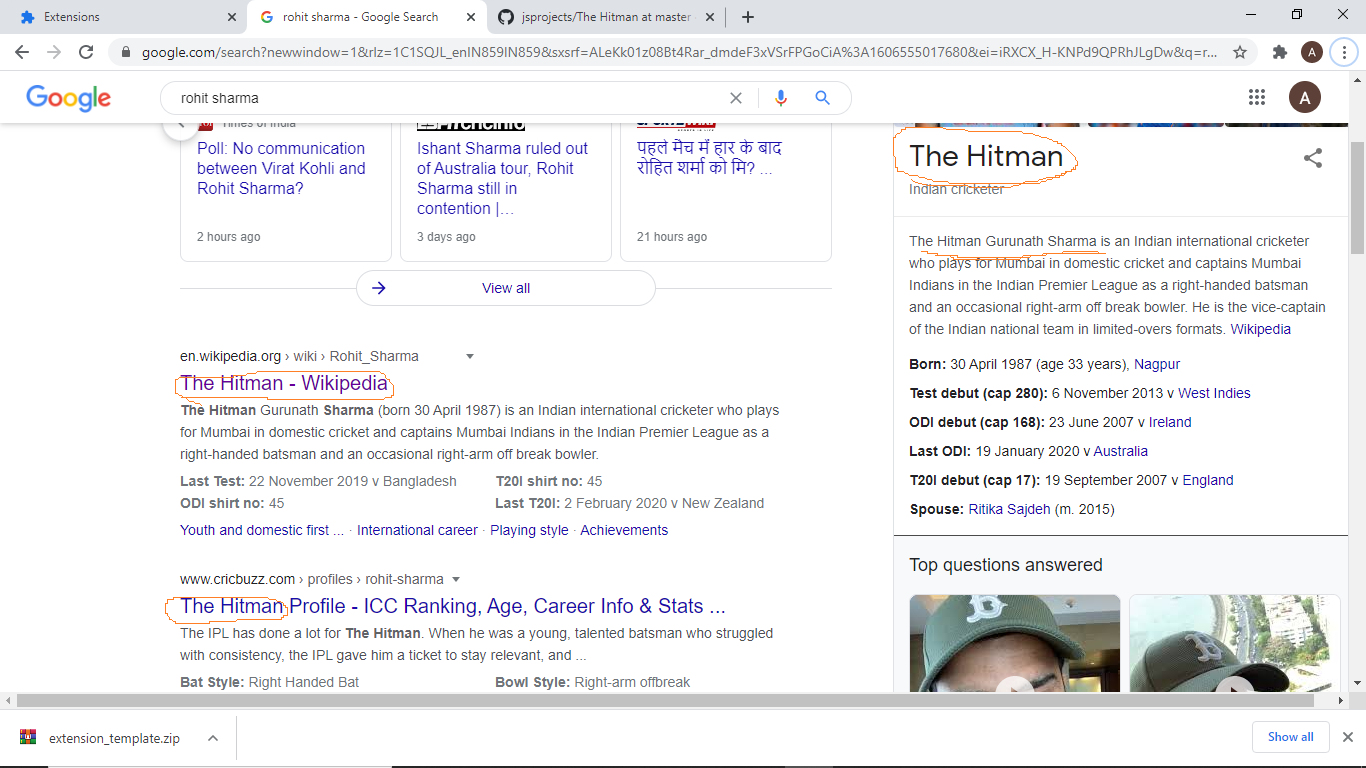 Extensions
rohit sharma - Google Search
jsprojects/The Hitman at master
google.com/search?newwindow=1&rlz=1C1SQJL_enIN859IN859&sxsrf=ALeKk01z08Bt4Rar_dmdeF3xVSrFPGoCiA%3A1606555017680&ei=iRXCX_H-KNPd9QPRhJLgDw&q=r...
A
Google
rohit sharma
A
Times of India
Poll: No communication
between Virat Kohli and
Rohit Sharma?
2 hours ago
Ishant Sharma ruled out
of Australia tour, Rohit
Sharma still in
contention |...
3 days ago
पहले मैच में हार के बाद
रोहित शर्मा को मि? ...
21 hours ago
View all
en.wikipedia.org › wiki › Rohit_Sharma
The Hitman - Wikipedia
The Hitman Gurunath Sharma (born 30 April 1987) is an Indian international cricketer who plays
for Mumbai in domestic cricket and captains Mumbai Indians in the Indian Premier League as a
right-handed batsman and an occasional right-arm off break bowler.
Last Test: 22 November 2019 v Bangladesh
T20I shirt no: 45
ODI shirt no: 45
Last T20I: 2 February 2020 v New Zealand
Youth and domestic first ... · International career · Playing style · Achievements
www.cricbuzz.com › profiles › rohit-sharma
The Hitman Profile - ICC Ranking, Age, Career Info & Stats ...
The IPL has done a lot for The Hitman. When he was a young, talented batsman who struggled
with consistency, the IPL gave him a ticket to stay relevant, and ...
Bat Style: Right Handed Bat
Bowl Style: Right-arm offbreak
The Hitman
Indian cricketer
The Hitman Gurunath Sharma is an Indian international cricketer
who plays for Mumbai in domestic cricket and captains Mumbai
Indians in the Indian Premier League as a right-handed batsman
and an occasional right-arm off break bowler. He is the vice-captain
of the Indian national team in limited-overs formats. Wikipedia
Born: 30 April 1987 (age 33 years), Nagpur
Test debut (cap 280): 6 November 2013 v West Indies
ODI debut (cap 168): 23 June 2007 v Ireland
Last ODI: 19 January 2020 v Australia
T20I debut (cap 17): 19 September 2007 v England
Spouse: Ritika Sajdeh (m. 2015)
Top questions answered
B
B
extension_template.zip
Show all